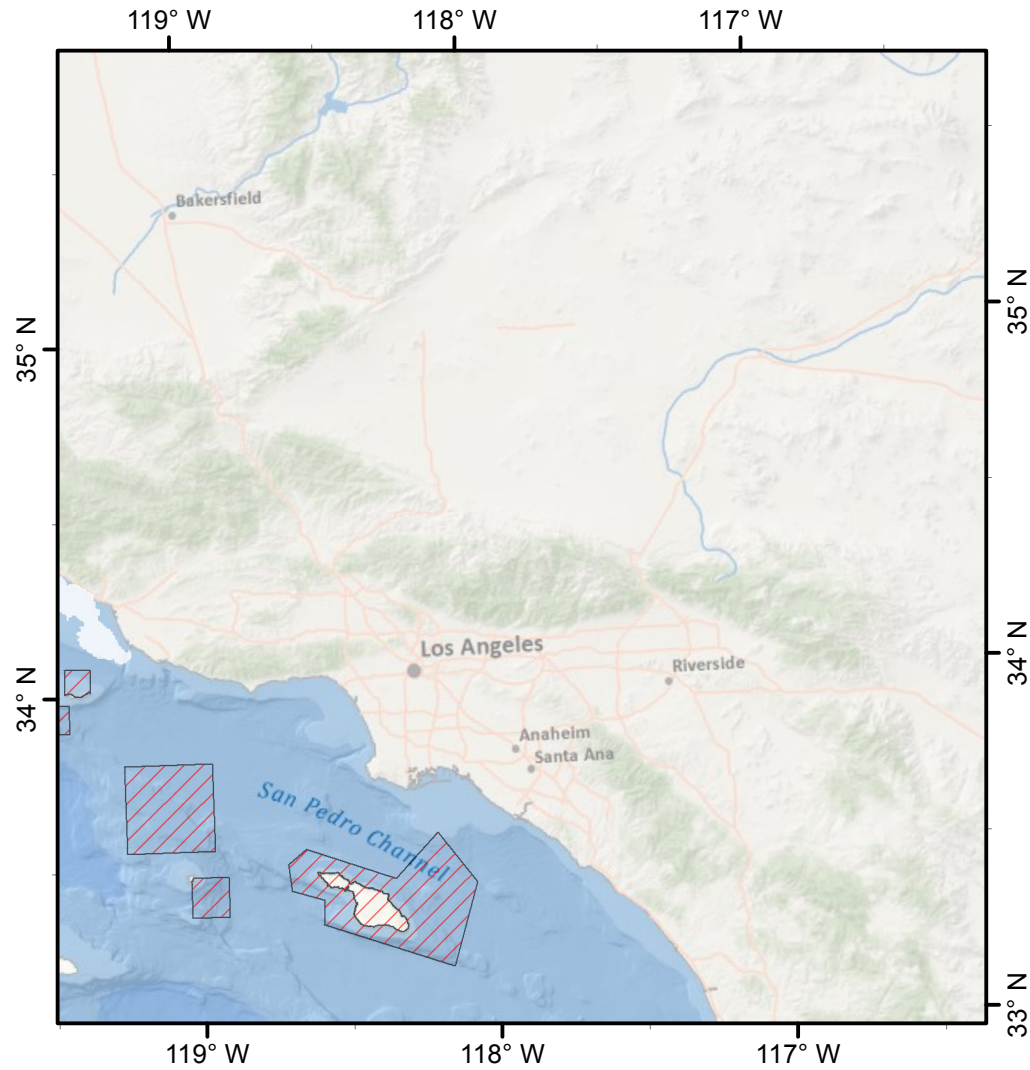 119° W
118° W
117° W
Bakersfield
35° N
35° N
Los Angeles
34° N
Riverside
34° N
Anaheim
Santa Ana
San Pedro Channel
33° N
119° W
118° W
117° W